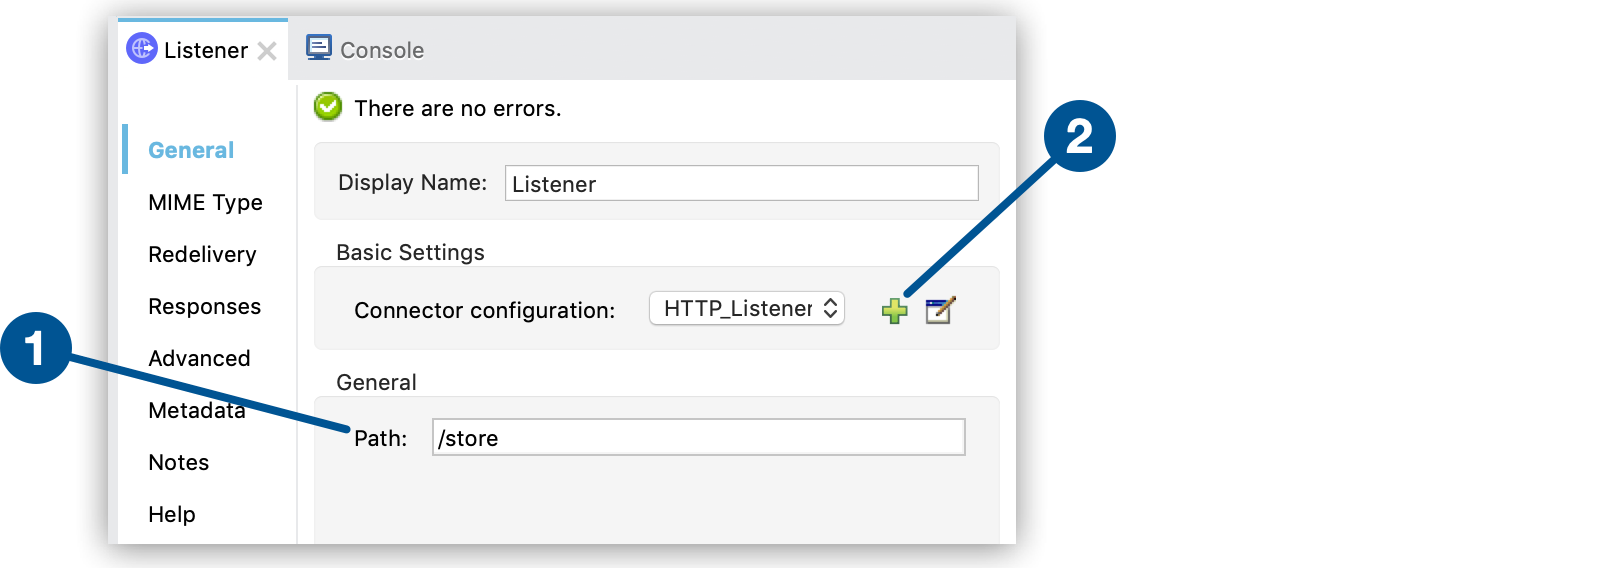 Listener
Console
There are no errors.
2
General
Display Name: Listener
MIME Type
Redelivery
Basic Settings
Responses
Connector configuration: HTTP_Listener
1
Advanced
General
Metadata
Path: /store
Notes
Help